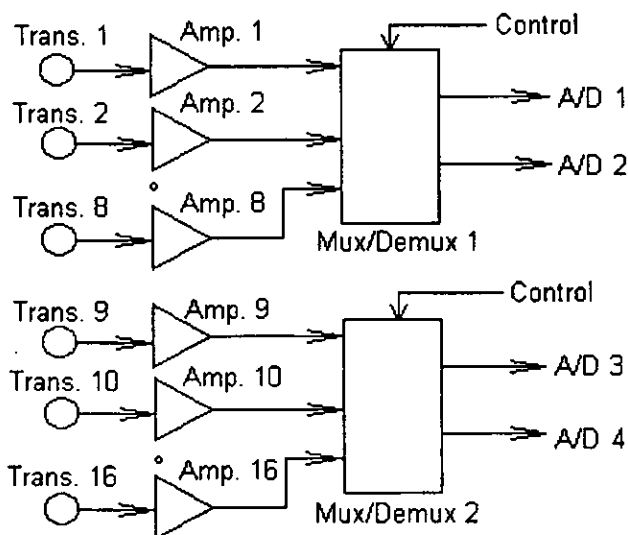 Trans. 1
Amp. 1
Control
Trans. 2
Amp. 2
A/D 1
A/D 2
Trans. 8
Amp. 8
Mux/Demux 1
Trans. 9
Amp. 9
Control
Trans. 10
Amp. 10
A/D 3
A/D 4
Trans. 16
Amp. 16
Mux/Demux 2